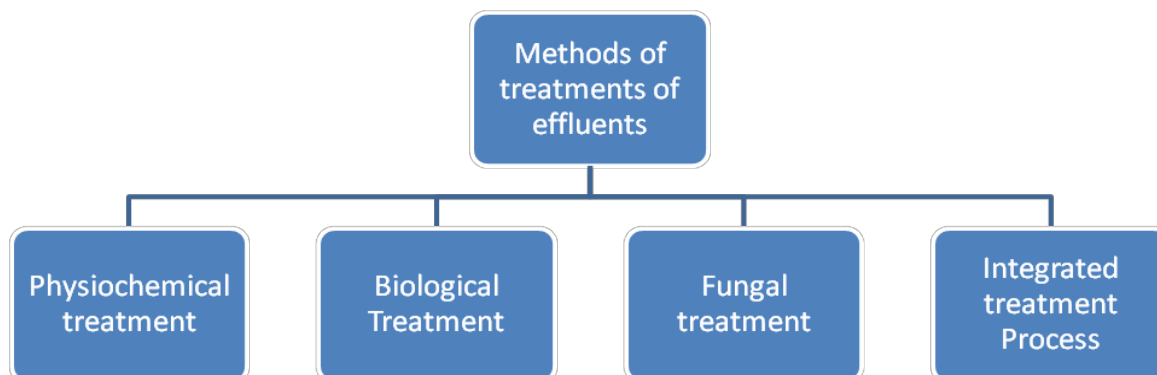 Methods of
treatments of
effluents
Physiochemical
treatment
Biological
Treatment
Fungal
treatment
Integrated
treatment
Process